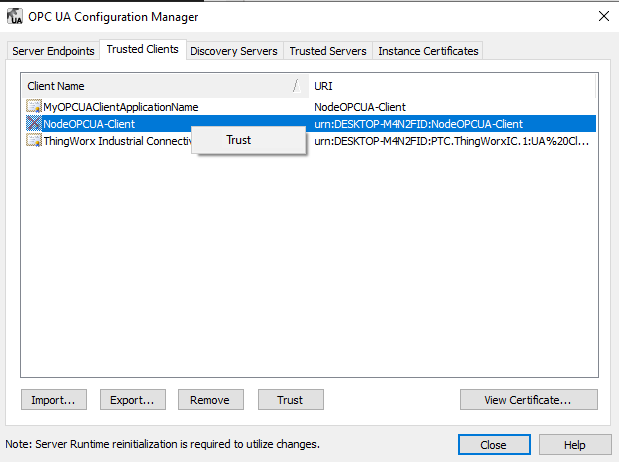 UA OPC UA Configuration Manager
Server Endpoints Trusted Clients Discovery Servers Trusted Servers Instance Certificates
Client Name / URI
MyOPCUAClientApplicationName NodeOPCUA-Client
NodeOPCUA-Client urn:DESKTOP-M4N2FID:NodeOPCUA-Client
Trust
ThingWorx Industrial Connectiv urn:DESKTOP-M4N2FID:PTC.ThingWorxIC.1:UA%20Cl...
Import... Export... Remove Trust View Certificate...
Note: Server Runtime reinitialization is required to utilize changes.
Close Help